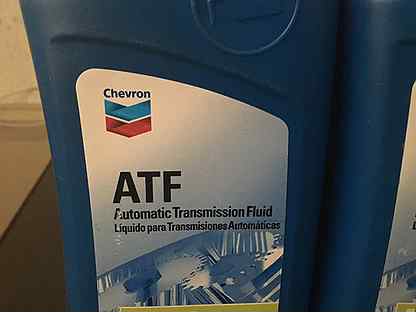 Chevron
ATF
Automatic Transmission Fluid
Líquido para Transmisiones Automáticas